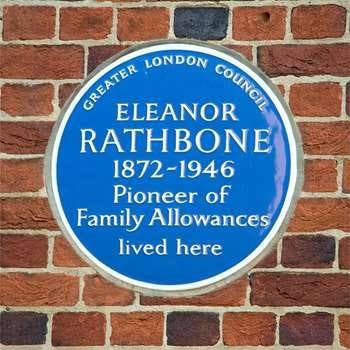 GREATER LONDON COUNCIL
ELEANOR
RATHBONE
1872-1946
Pioneer of
Family Allowances
lived here